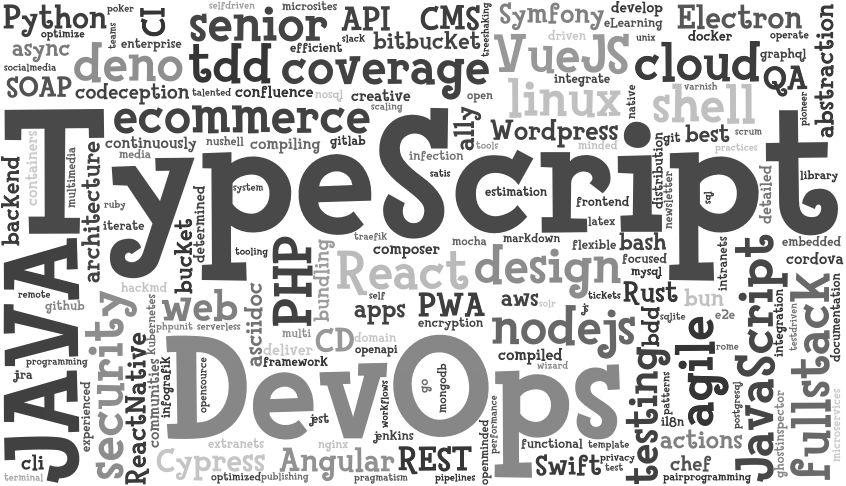 Python
poker
CI
selfdriven
microsites
API
CMS
treeshaking
Symfony
develop
eLearning
Electron
operate
abstraction
optimize
teams
senior
slack
bitbucket
driven
unix
docker
graphql
async
enterprise
efficient
VueJS
cloud
QA
socialmedia
deno
tdd
coverage
integrate
varnish
SOAP
codeception
talented
confluence
nosql
creative
open
linux
native
shell
pioneer
ecommerce
scaling
a11y
Wordpress
git
best
scrum
continuously
nushell
compiling
gitlab
tools
minded
practices
containers
multimedia
media
infection
satis
distribution
newsletter
detailed
library
backend
architecture
TypeScript
system
estimation
sql
ruby
determined
frontend
iterate
bucket
latex
traefik
mocha
markdown
flexible
bash
intranets
embedded
tooling
PHP
bundling
composer
focused
cordova
JAVA
React
design
mysql
remote
hackmd
asciidoc
self
aws
solr
tickets
Rust
bun
JavaScript
integration
fullstack
documentation
github
security
Kubernetes
web
apps
PWA
js
sqlite
e2e
testdriven
phpunit
serverless
multi
CD
encryption
nodejs
bdd
agile
domain
deliver
openapi
compiled
rome
programming
framework
wizard
jira
ReactNative
communities
infografik
DevOps
opensource
go
mongodb
testing
patterns
postgresql
experienced
jest
workflows
performance
i18n
ghostinspector
microservices
jenkins
extranets
nginx
openminded
functional
template
actions
cli
Cypress
Angular
REST
Swift
privacy
test
chef
terminal
optimized
publishing
pragmatism
pipelines
pairprogramming